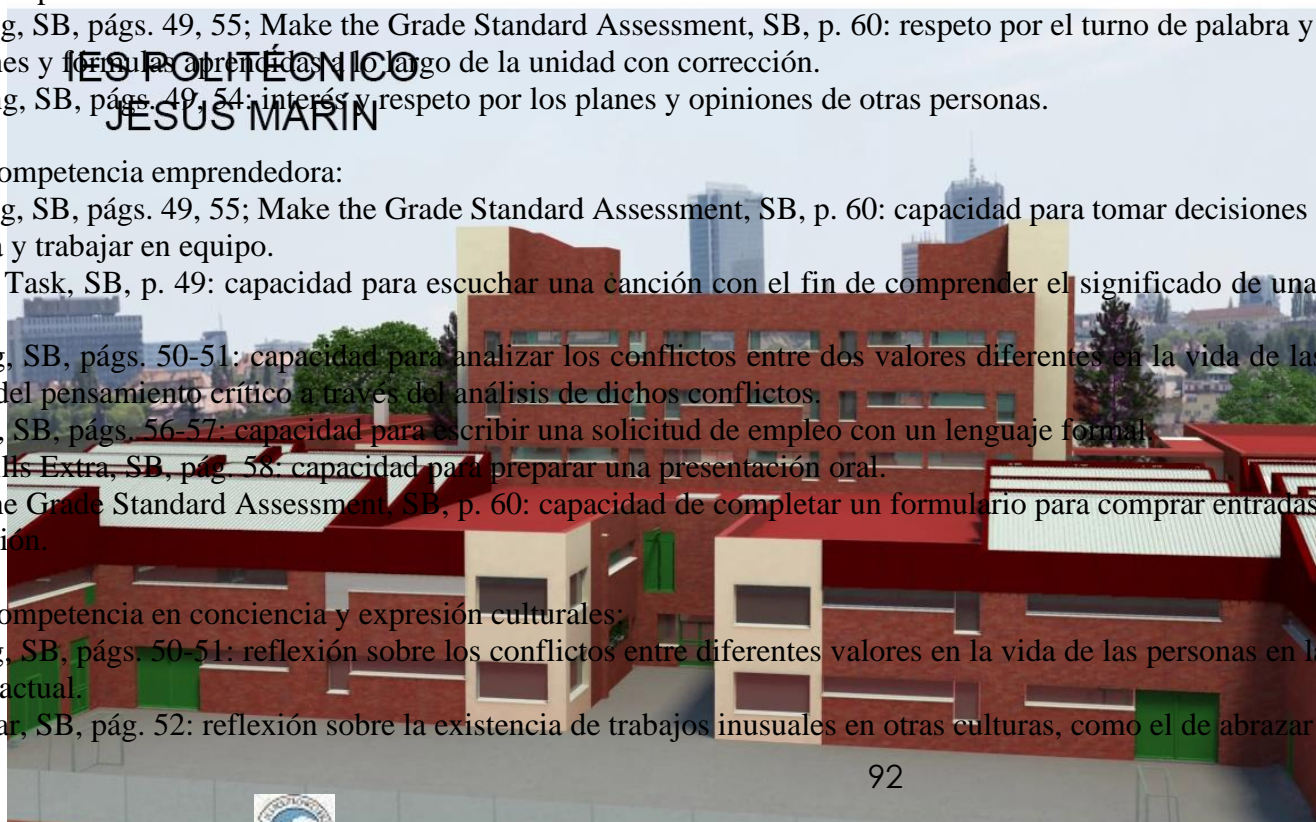 g, SB, págs. 49, 55; Make the Grade Standard Assessment, SB, p. 60: respeto por el turno de palabra y
nes y fórmulas aprendidas a lo largo de la unidad con corrección.
IES POLITÉCNICO
g, SB, págs. 49, 54: interés y respeto por los planes y opiniones de otras personas.
JESÚS MARÍN
ompetencia emprendedora:
g, SB, págs. 49, 55; Make the Grade Standard Assessment, SB, p. 60: capacidad para tomar decisiones
a y trabajar en equipo.
Task, SB, p. 49: capacidad para escuchar una canción con el fin de comprender el significado de una
g, SB, págs. 50-51: capacidad para analizar los conflictos entre dos valores diferentes en la vida de las
del pensamiento crítico a través del análisis de dichos conflictos.
, SB, págs. 56-57: capacidad para escribir una solicitud de empleo con un lenguaje formal.
lls Extra, SB, pág. 58: capacidad para preparar una presentación oral.
he Grade Standard Assessment, SB, p. 60: capacidad de completar un formulario para comprar entradas
ión.
ompetencia en conciencia y expresión culturales:
g, SB, págs. 50-51: reflexión sobre los conflictos entre diferentes valores en la vida de las personas en la
actual.
ar, SB, pág. 52: reflexión sobre la existencia de trabajos inusuales en otras culturas, como el de abrazar
92